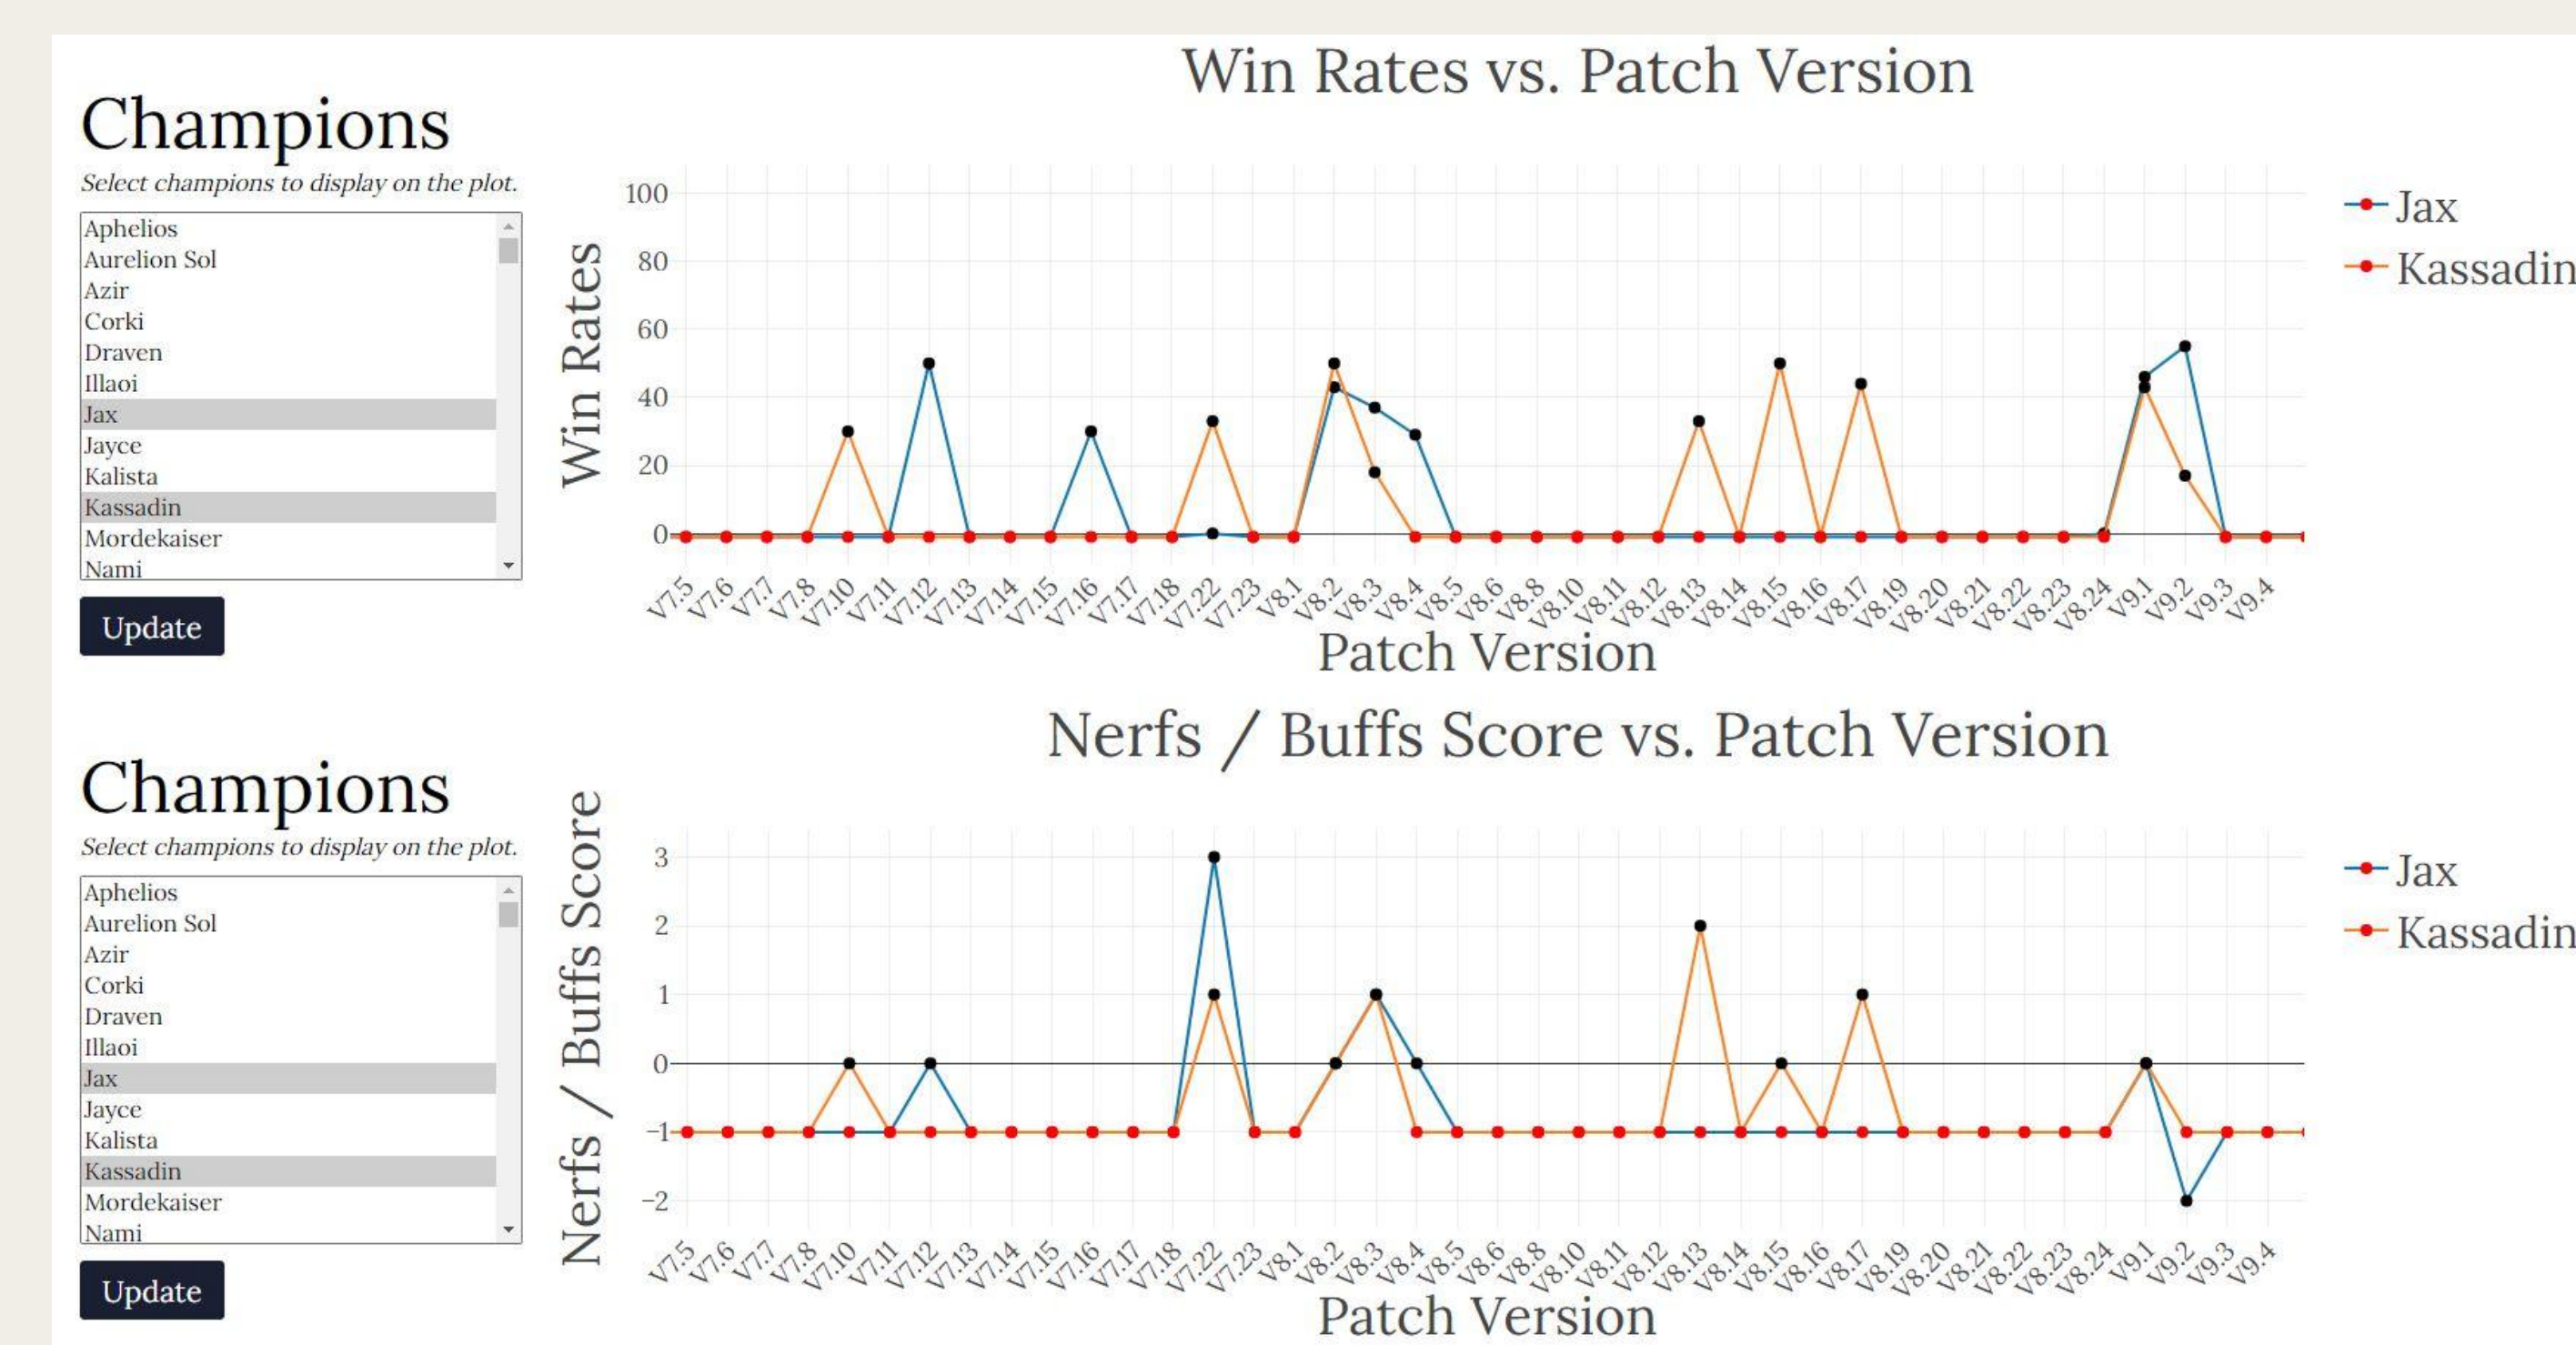 Win Rates vs. Patch Version
Champions
Select champions to display on the plot.
Aphelios
Aurelion Sol
Azir
Corki
Draven
Illaoi
Jax
Jayce
Kalista
Kassadin
Mordekaiser
Nami
Update
Win Rates
100
80
60
40
20
0
V7.5 V7.6 V7.7 V7.8 V7.10 V7.11 V7.12 V7.13 V7.14 V7.15 V7.16 V7.17 V7.18 V7.22 V7.23 V8.1 V8.2 V8.3 V8.4 V8.5 V8.6 V8.8 V8.10 V8.11 V8.12 V8.13 V8.14 V8.15 V8.16 V8.17 V8.19 V8.20 V8.21 V8.22 V8.23 V8.24 V9.1 V9.2 V9.3 V9.4
Patch Version
Jax
Kassadin
Nerfs / Buffs Score vs. Patch Version
Champions
Select champions to display on the plot.
Aphelios
Aurelion Sol
Azir
Corki
Draven
Illaoi
Jax
Jayce
Kalista
Kassadin
Mordekaiser
Nami
Update
Nerfs / Buffs Score
3
2
1
0
−1
−2
V7.5 V7.6 V7.7 V7.8 V7.10 V7.11 V7.12 V7.13 V7.14 V7.15 V7.16 V7.17 V7.18 V7.22 V7.23 V8.1 V8.2 V8.3 V8.4 V8.5 V8.6 V8.8 V8.10 V8.11 V8.12 V8.13 V8.14 V8.15 V8.16 V8.17 V8.19 V8.20 V8.21 V8.22 V8.23 V8.24 V9.1 V9.2 V9.3 V9.4
Patch Version
Jax
Kassadin